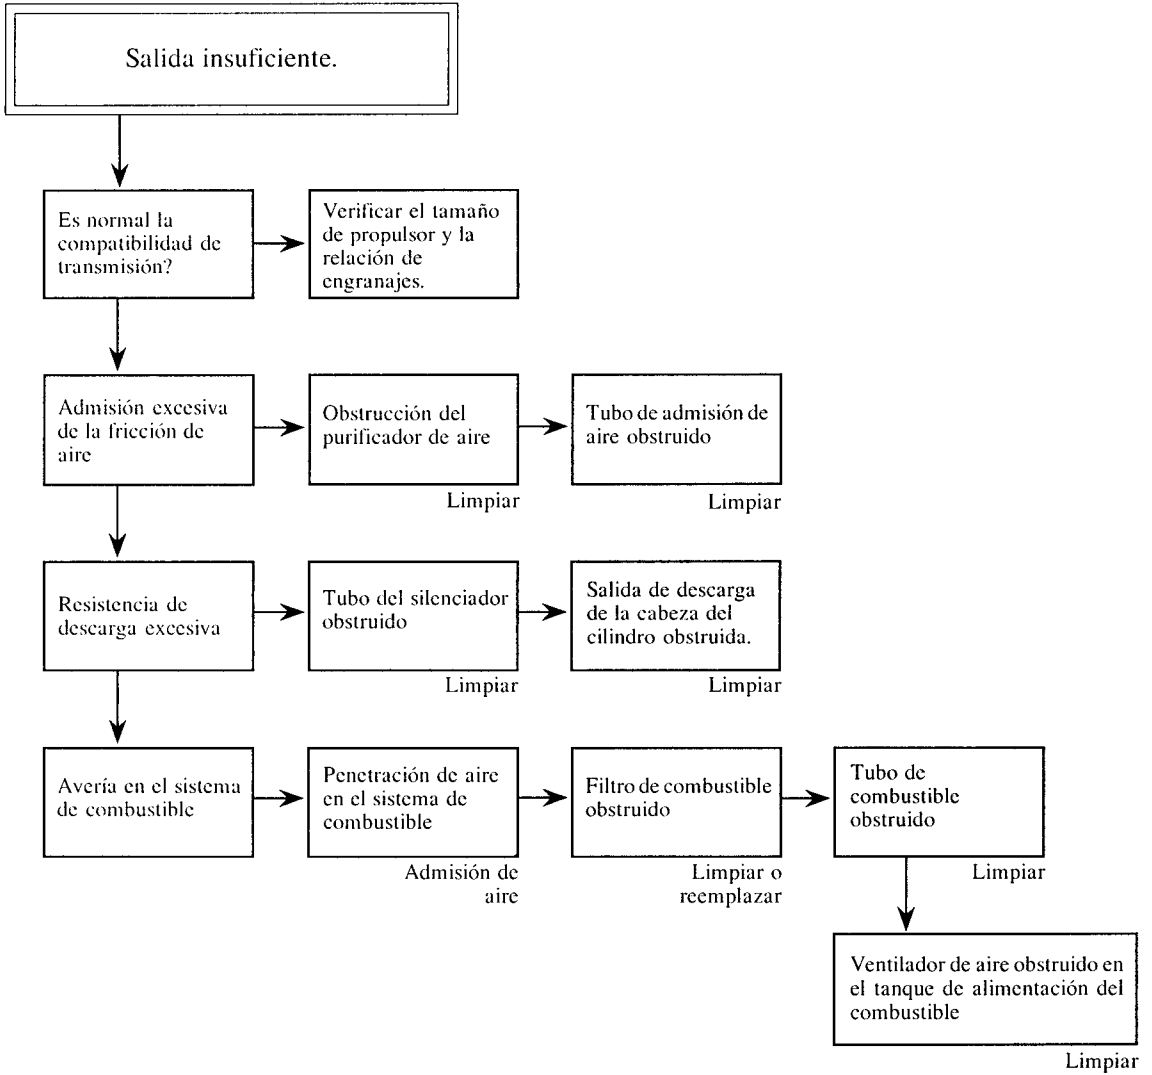 Salida insuficiente.
Es normal la
compatibilidad de
transmisión?
Verificar el tamaño
de propulsor y la
relación de
engranajes.
Admisión excesiva
de la fricción de
aire
Obstrucción del
purificador de aire
Limpiar
Tubo de admisión de
aire obstruido
Limpiar
Resistencia de
descarga excesiva
Tubo del silenciador
obstruido
Limpiar
Salida de descarga
de la cabeza del
cilindro obstruida.
Limpiar
Avería en el sistema
de combustible
Penetración de aire
en el sistema de
combustible
Admisión de
aire
Filtro de combustible
obstruido
Limpiar o
reemplazar
Tubo de
combustible
obstruido
Limpiar
Ventilador de aire obstruido en
el tanque de alimentación del
combustible
Limpiar